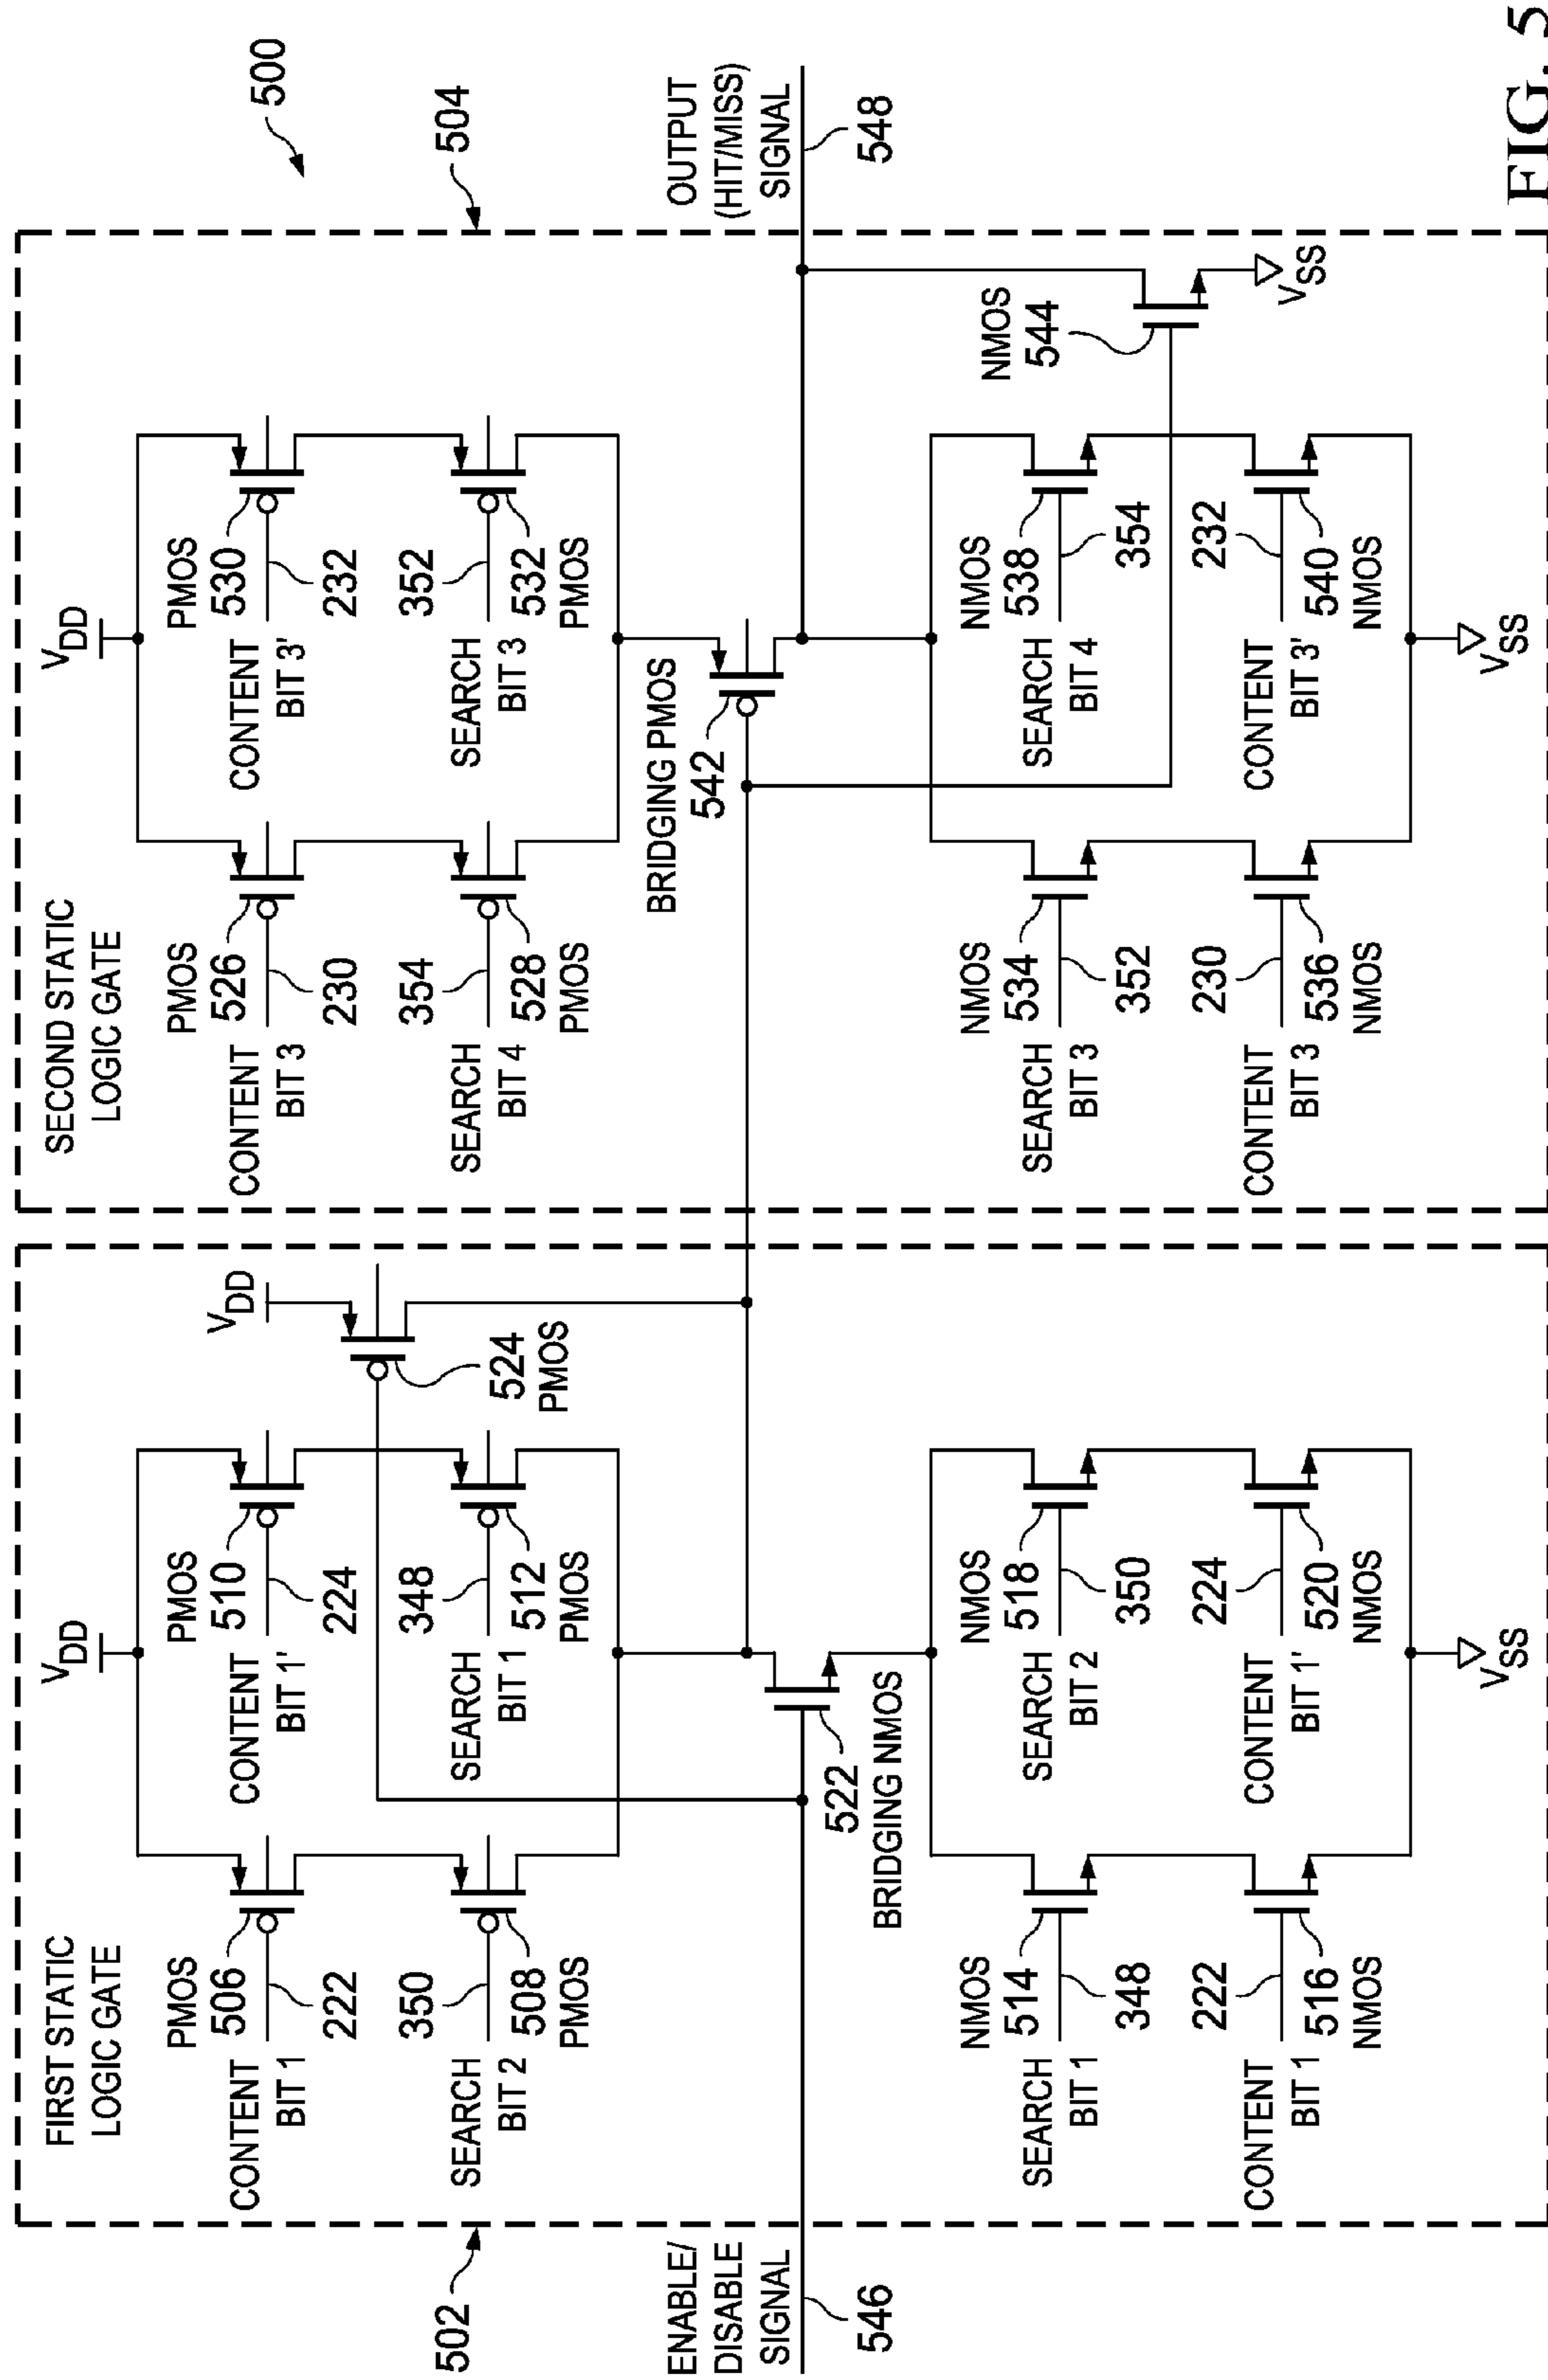 FIRST STATIC
LOGIC GATE
502
ENABLE/
DISABLE
SIGNAL
546
VDD
PMOS
506
CONTENT
BIT 1
222
350
SEARCH
BIT 2
508
PMOS
PMOS
510
CONTENT
BIT 1'
224
348
SEARCH
BIT 1
512
PMOS
VDD
524
PMOS
522
BRIDGING NMOS
NMOS
514
SEARCH
BIT 1
348
222
CONTENT
BIT 1
516
NMOS
NMOS
518
SEARCH
BIT 2
350
224
CONTENT
BIT 1'
520
NMOS
VSS
SECOND STATIC
LOGIC GATE
VDD
PMOS
526
CONTENT
BIT 3
230
354
SEARCH
BIT 4
528
PMOS
PMOS
530
CONTENT
BIT 3'
232
352
SEARCH
BIT 3
532
PMOS
BRIDGING PMOS
542
NMOS
534
SEARCH
BIT 3
352
230
CONTENT
BIT 3
536
NMOS
NMOS
538
SEARCH
BIT 4
354
232
CONTENT
BIT 3'
540
NMOS
VSS
NMOS
544
VSS
504
500
OUTPUT
(HIT/MISS)
SIGNAL
548
FIG. 5